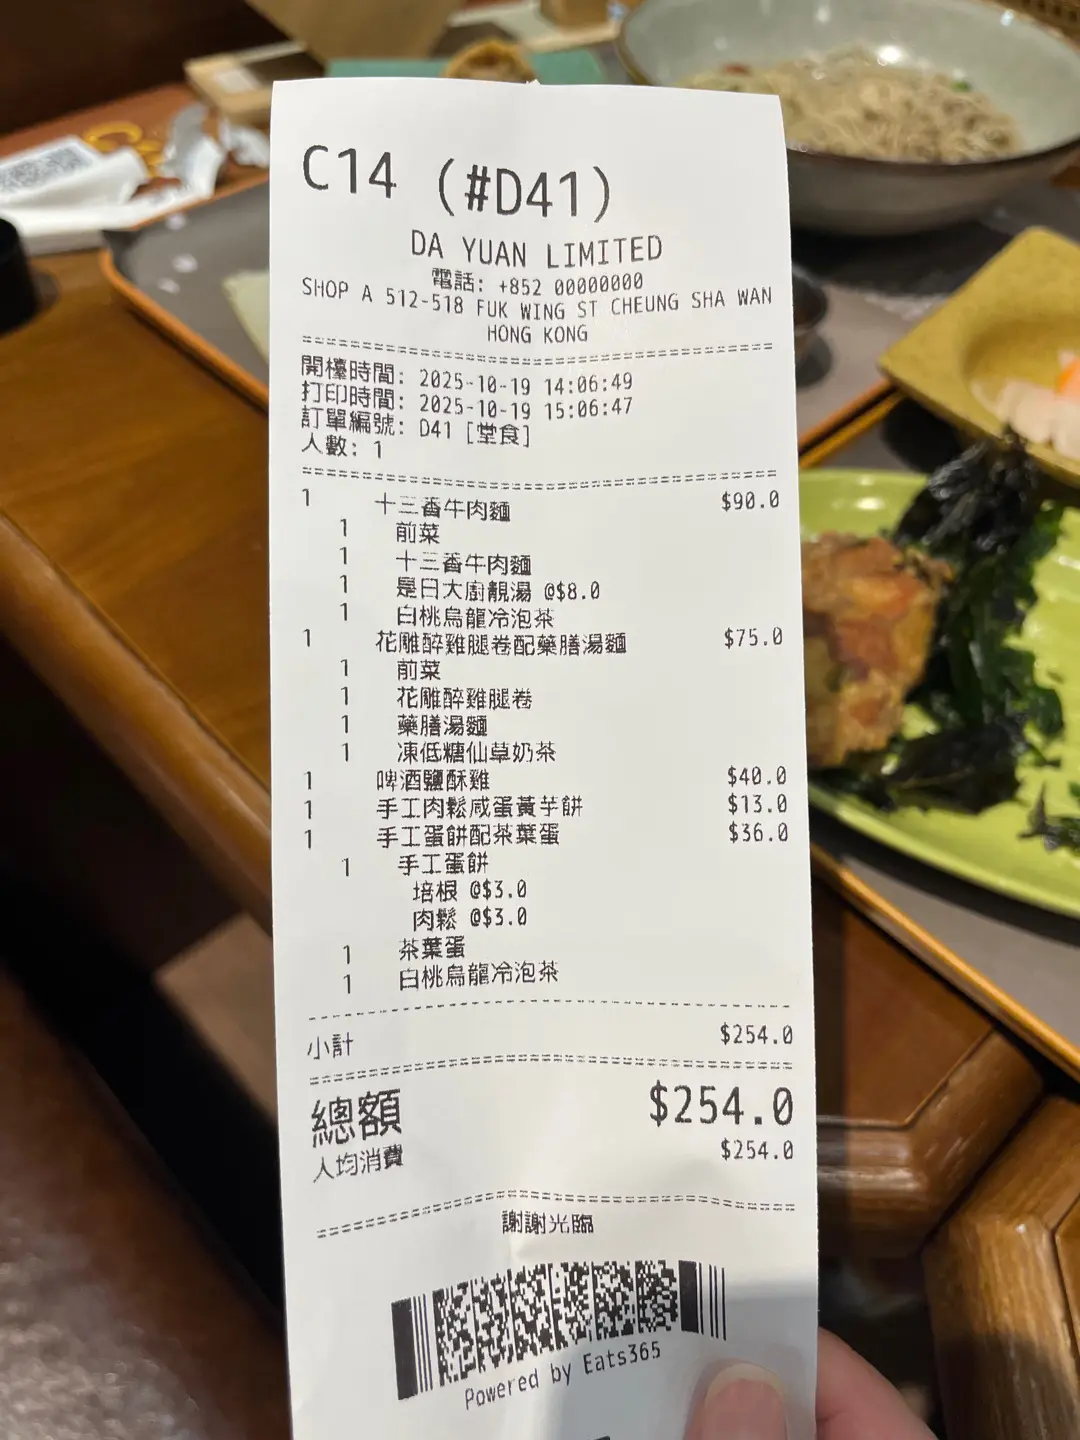 C14 (#D41)
DA YUAN LIMITED
電話: +852 00000000
SHOP A 512-518 FUK WING ST CHEUNG SHA WAN
HONG KONG
開檯時間: 2025-10-19 14:06:49
打印時間: 2025-10-19 15:06:47
訂單編號: D41 [堂食]
人數: 1
1 十三番牛肉麵 $90.0
1 前菜
1 十三番牛肉麵
1 是日大廚靚湯 @$8.0
1 白桃烏龍冷泡茶
1 花雕醉雞腿卷配藥膳湯麵 $75.0
1 前菜
1 花雕醉雞腿卷
1 藥膳湯麵
1 凍低糖仙草奶茶
1 啤酒鹽酥雞 $40.0
1 手工肉鬆咸蛋黃芋餅 $13.0
1 手工蛋餅配茶葉蛋 $36.0
1 手工蛋餅
培根 @$3.0
肉鬆 @$3.0
1 茶葉蛋
1 白桃烏龍冷泡茶
小計 $254.0
總額 $254.0
人均消費 $254.0
謝謝光臨
Powered by Eats365